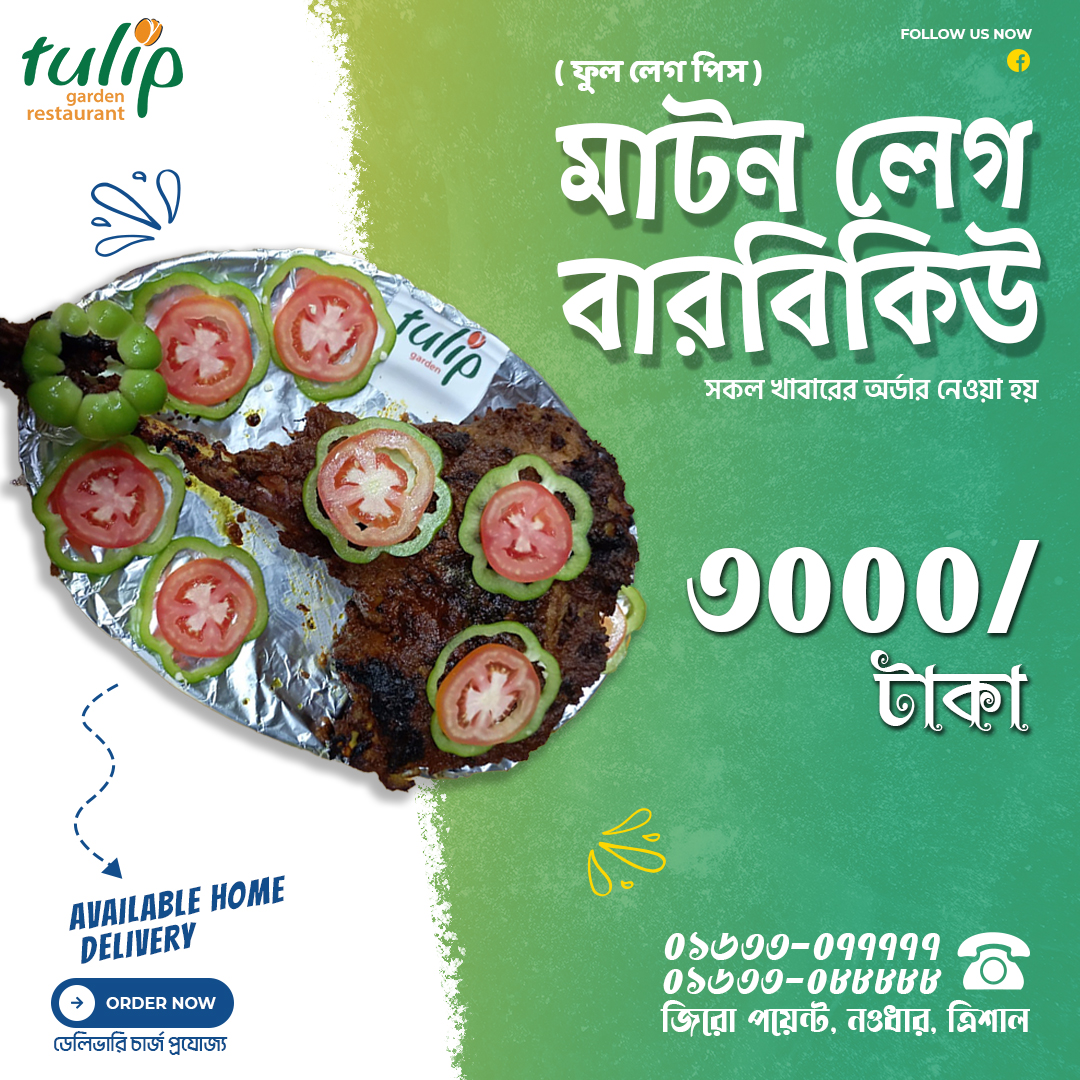 tulip
garden
restaurant
FOLLOW US NOW
( ফুল লেগ পিস )
মাটন লেগ
বারবিকিউ
সকল খাবারের অর্ডার নেওয়া হয়
tulip
garden
৩০০০/
টাকা
AVAILABLE HOME
DELIVERY
ORDER NOW
ডেলিভারি চার্জ প্রযোজ্য
০১৬৩৩-০৭৭৭৭৭
০১৬৩৩-০৮৮৮৮৮
জিরো পয়েন্ট, নওধার, ত্রিশাল